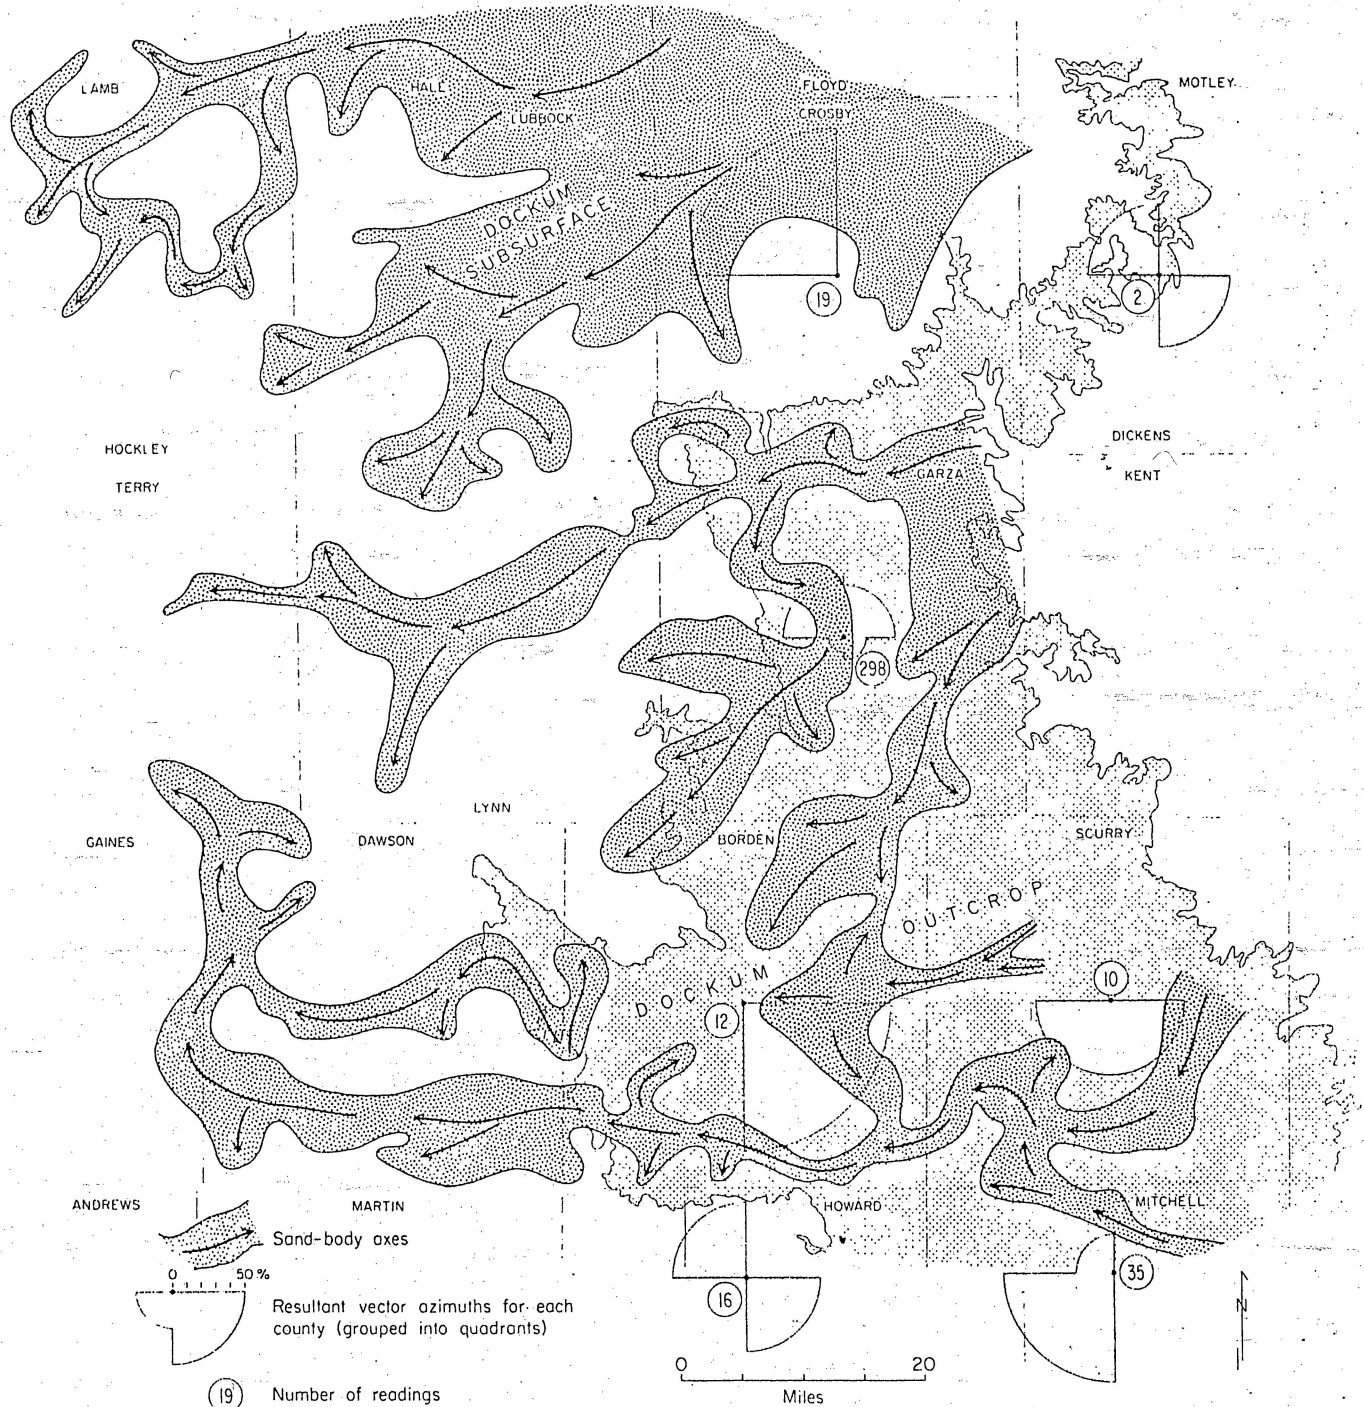 LAMB
HALL
LUBBOCK
FLOYD
CROSBY
MOTLEY
DOCKUM
SUBSURFACE
19
2
HOCKLEY
TERRY
DICKENS
KENT
GARZA
298
LYNN
GAINES
DAWSON
BORDEN
SCURRY
DOCKUM OUTCROP
12
10
ANDREWS
MARTIN
HOWARD
MITCHELL
Sand-body axes
0 50%
Resultant vector azimuths for each
county (grouped into quadrants)
16
35
N
19 Number of readings
0 20
Miles